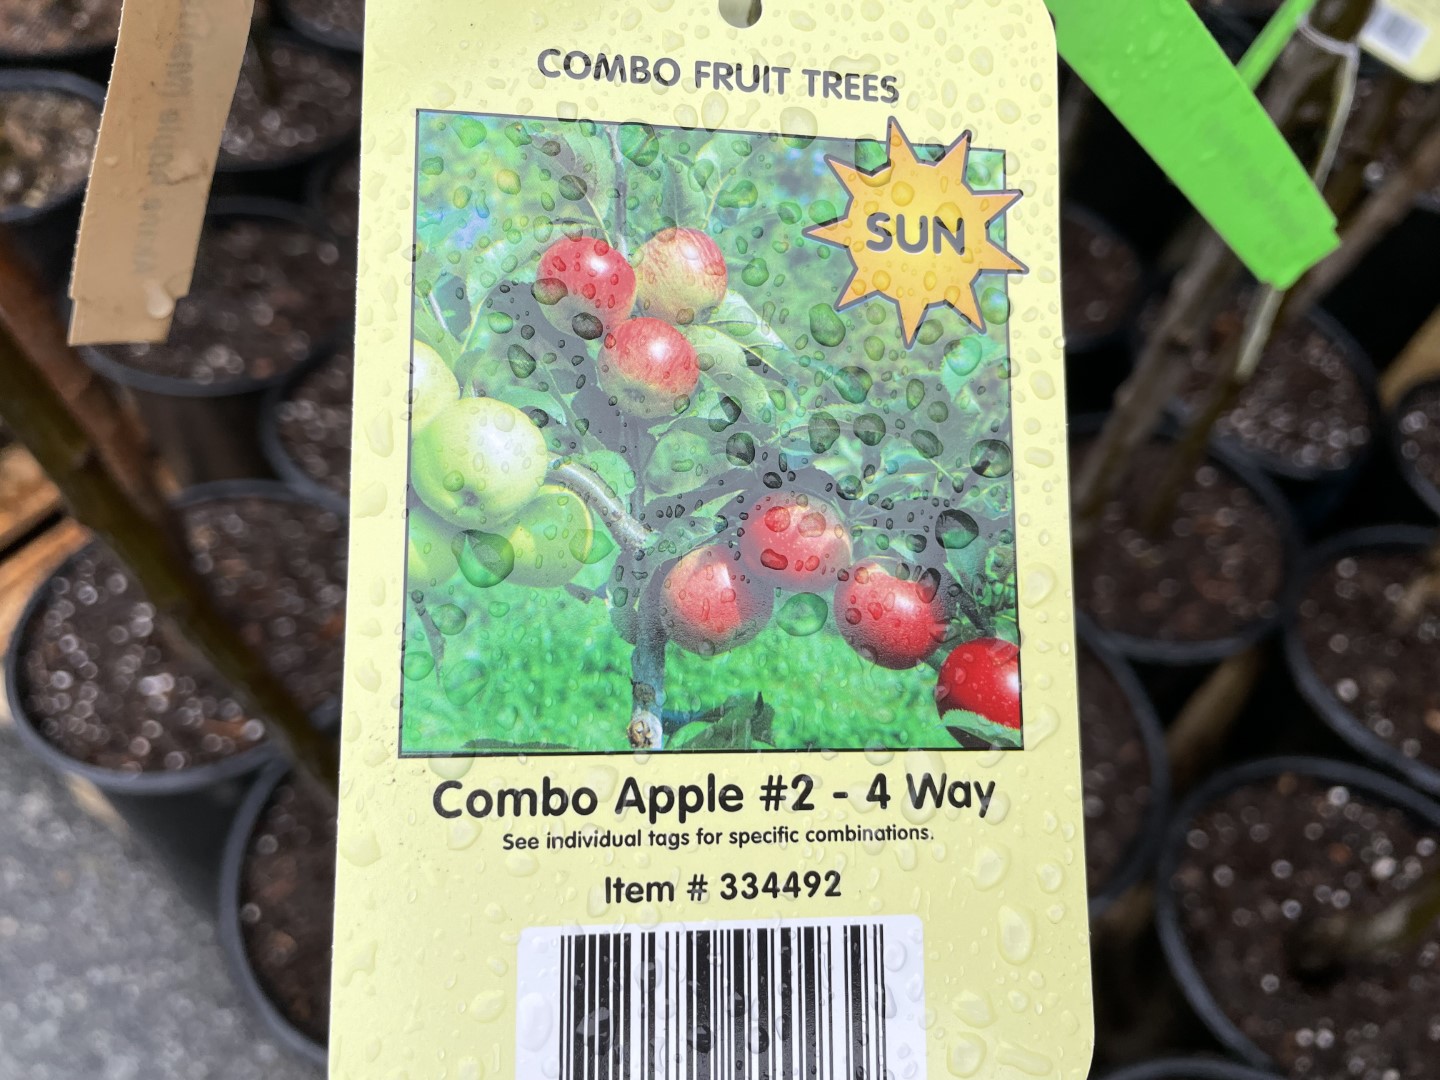 COMBO FRUIT TREES
SUN
Combo Apple #2 - 4 Way
See individual tags for specific combinations.
Item # 334492